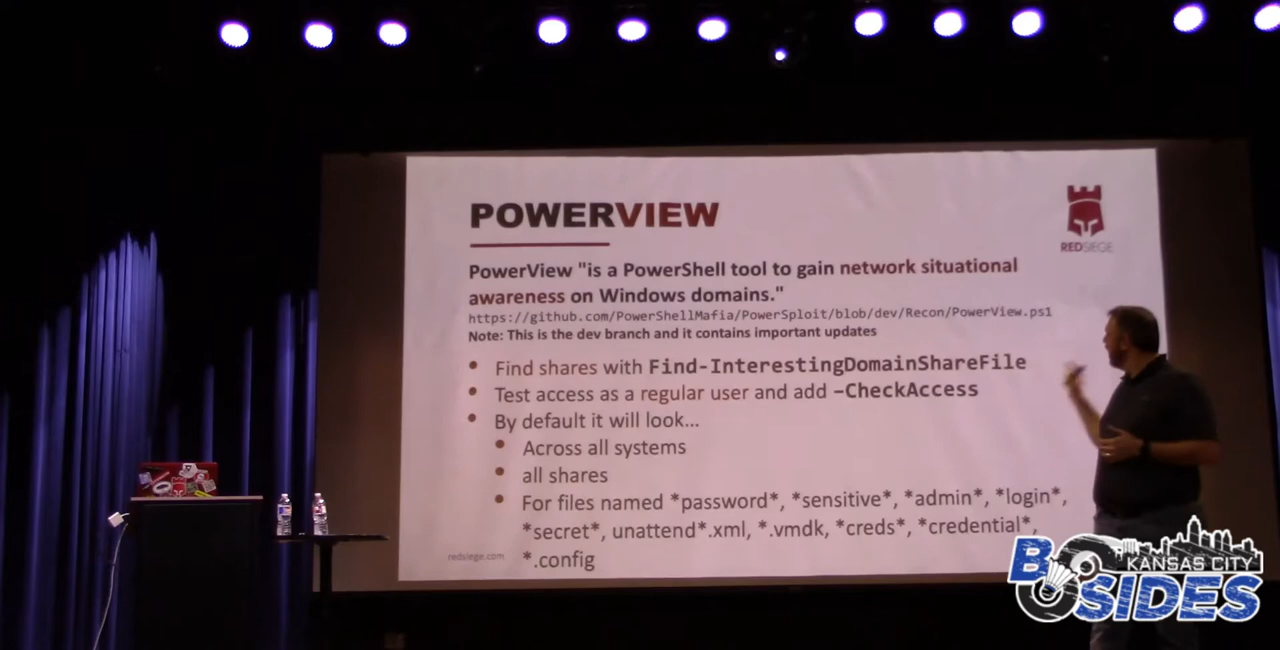 POWERVIEW
REDSIEGE
PowerView "is a PowerShell tool to gain network situational
awareness on Windows domains."
https://github.com/PowerShellMafia/PowerSploit/blob/dev/Recon/PowerView.ps1
Note: This is the dev branch and it contains important updates
• Find shares with Find-InterestingDomainShareFile
• Test access as a regular user and add –CheckAccess
• By default it will look...
• Across all systems
• all shares
• For files named *password*, *sensitive*, *admin*, *login*,
*secret*, unattend*.xml, *.vmdk, *creds*, *credential*,
*.config
redsiege.com
KANSAS CITY
BSIDES